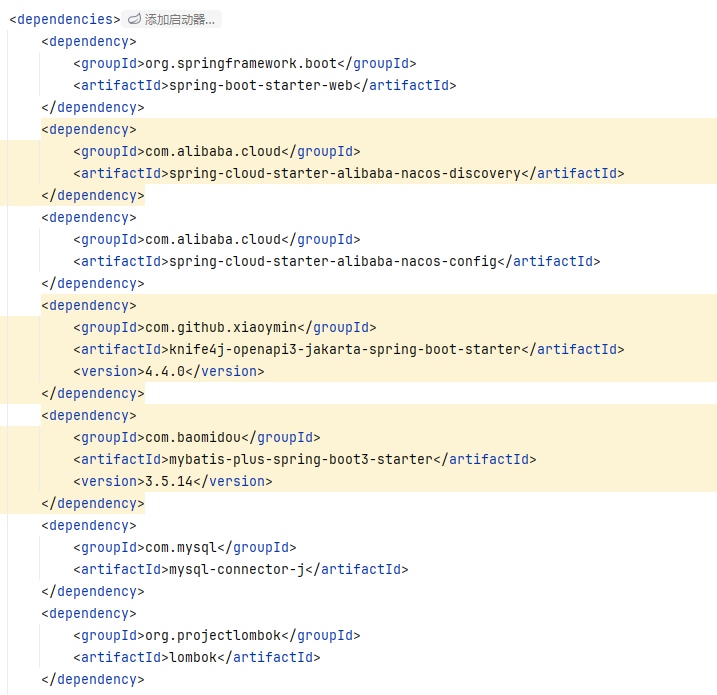 <dependencies> 添加启动器...
<dependency>
<groupId>org.springframework.boot</groupId>
<artifactId>spring-boot-starter-web</artifactId>
</dependency>
<dependency>
<groupId>com.alibaba.cloud</groupId>
<artifactId>spring-cloud-starter-alibaba-nacos-discovery</artifactId>
</dependency>
<dependency>
<groupId>com.alibaba.cloud</groupId>
<artifactId>spring-cloud-starter-alibaba-nacos-config</artifactId>
</dependency>
<dependency>
<groupId>com.github.xiaoymin</groupId>
<artifactId>knife4j-openapi3-jakarta-spring-boot-starter</artifactId>
<version>4.4.0</version>
</dependency>
<dependency>
<groupId>com.baomidou</groupId>
<artifactId>mybatis-plus-spring-boot3-starter</artifactId>
<version>3.5.14</version>
</dependency>
<dependency>
<groupId>com.mysql</groupId>
<artifactId>mysql-connector-j</artifactId>
</dependency>
<dependency>
<groupId>org.projectlombok</groupId>
<artifactId>lombok</artifactId>
</dependency>